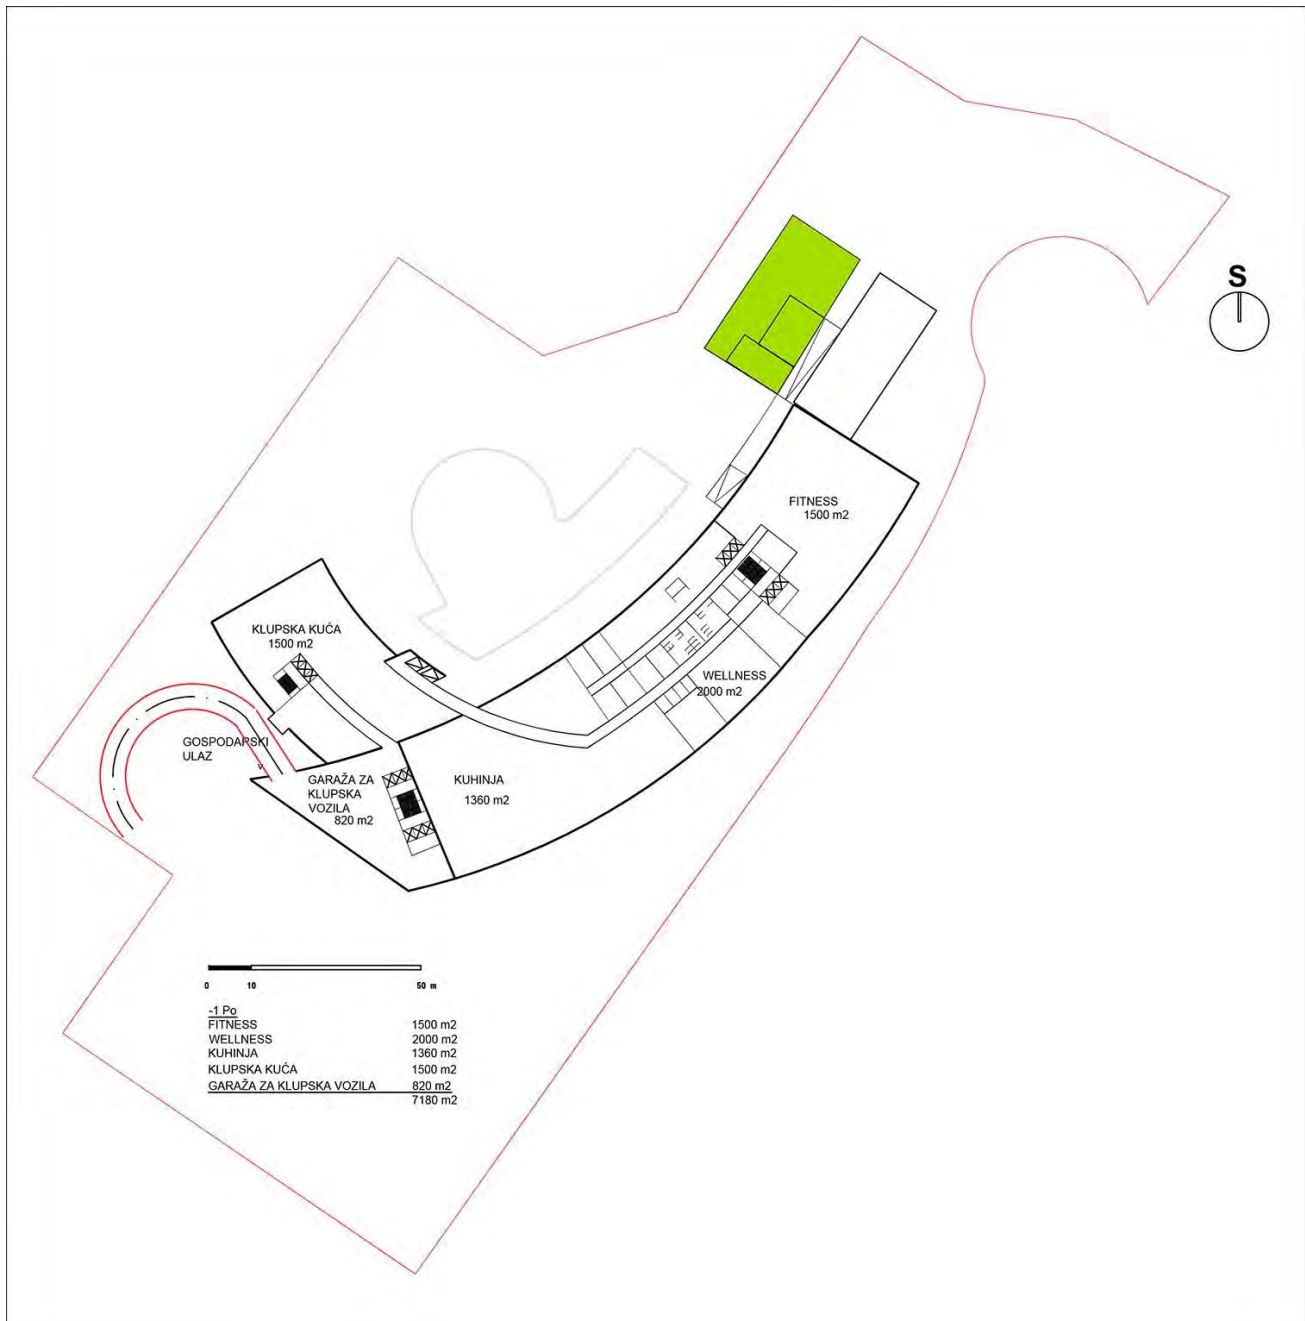 S
FITNESS
1500 m2
KLUPSKA KUĆA
1500 m2
WELLNESS
2000 m2
GOSPODARSKI
ULAZ
GARAŽA ZA
KLUPSKA
VOZILA
820 m2
KUHINJA
1360 m2
0 10 50 m
-1 Po
FITNESS 1500 m2
WELLNESS 2000 m2
KUHINJA 1360 m2
KLUPSKA KUĆA 1500 m2
GARAŽA ZA KLUPSKA VOZILA 820 m2
7180 m2